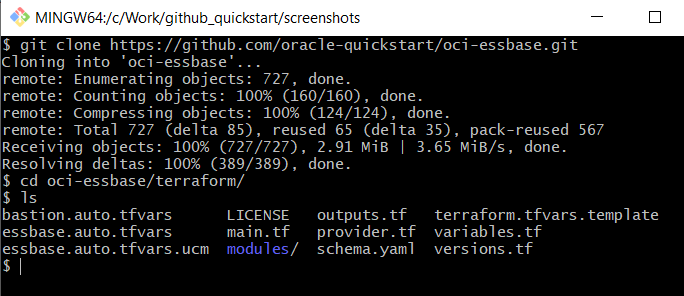 MINGW64:/c/Work/github_quickstart/screenshots
$ git clone https://github.com/oracle-quickstart/oci-essbase.git
Cloning into 'oci-essbase'...
remote: Enumerating objects: 727, done.
remote: Counting objects: 100% (160/160), done.
remote: Compressing objects: 100% (124/124), done.
remote: Total 727 (delta 85), reused 65 (delta 35), pack-reused 567
Receiving objects: 100% (727/727), 2.91 MiB | 3.65 MiB/s, done.
Resolving deltas: 100% (389/389), done.
$ cd oci-essbase/terraform/
$ ls
bastion.auto.tfvars      LICENSE   outputs.tf   terraform.tfvars.template
essbase.auto.tfvars      main.tf   provider.tf  variables.tf
essbase.auto.tfvars.ucm  modules/  schema.yaml  versions.tf
$